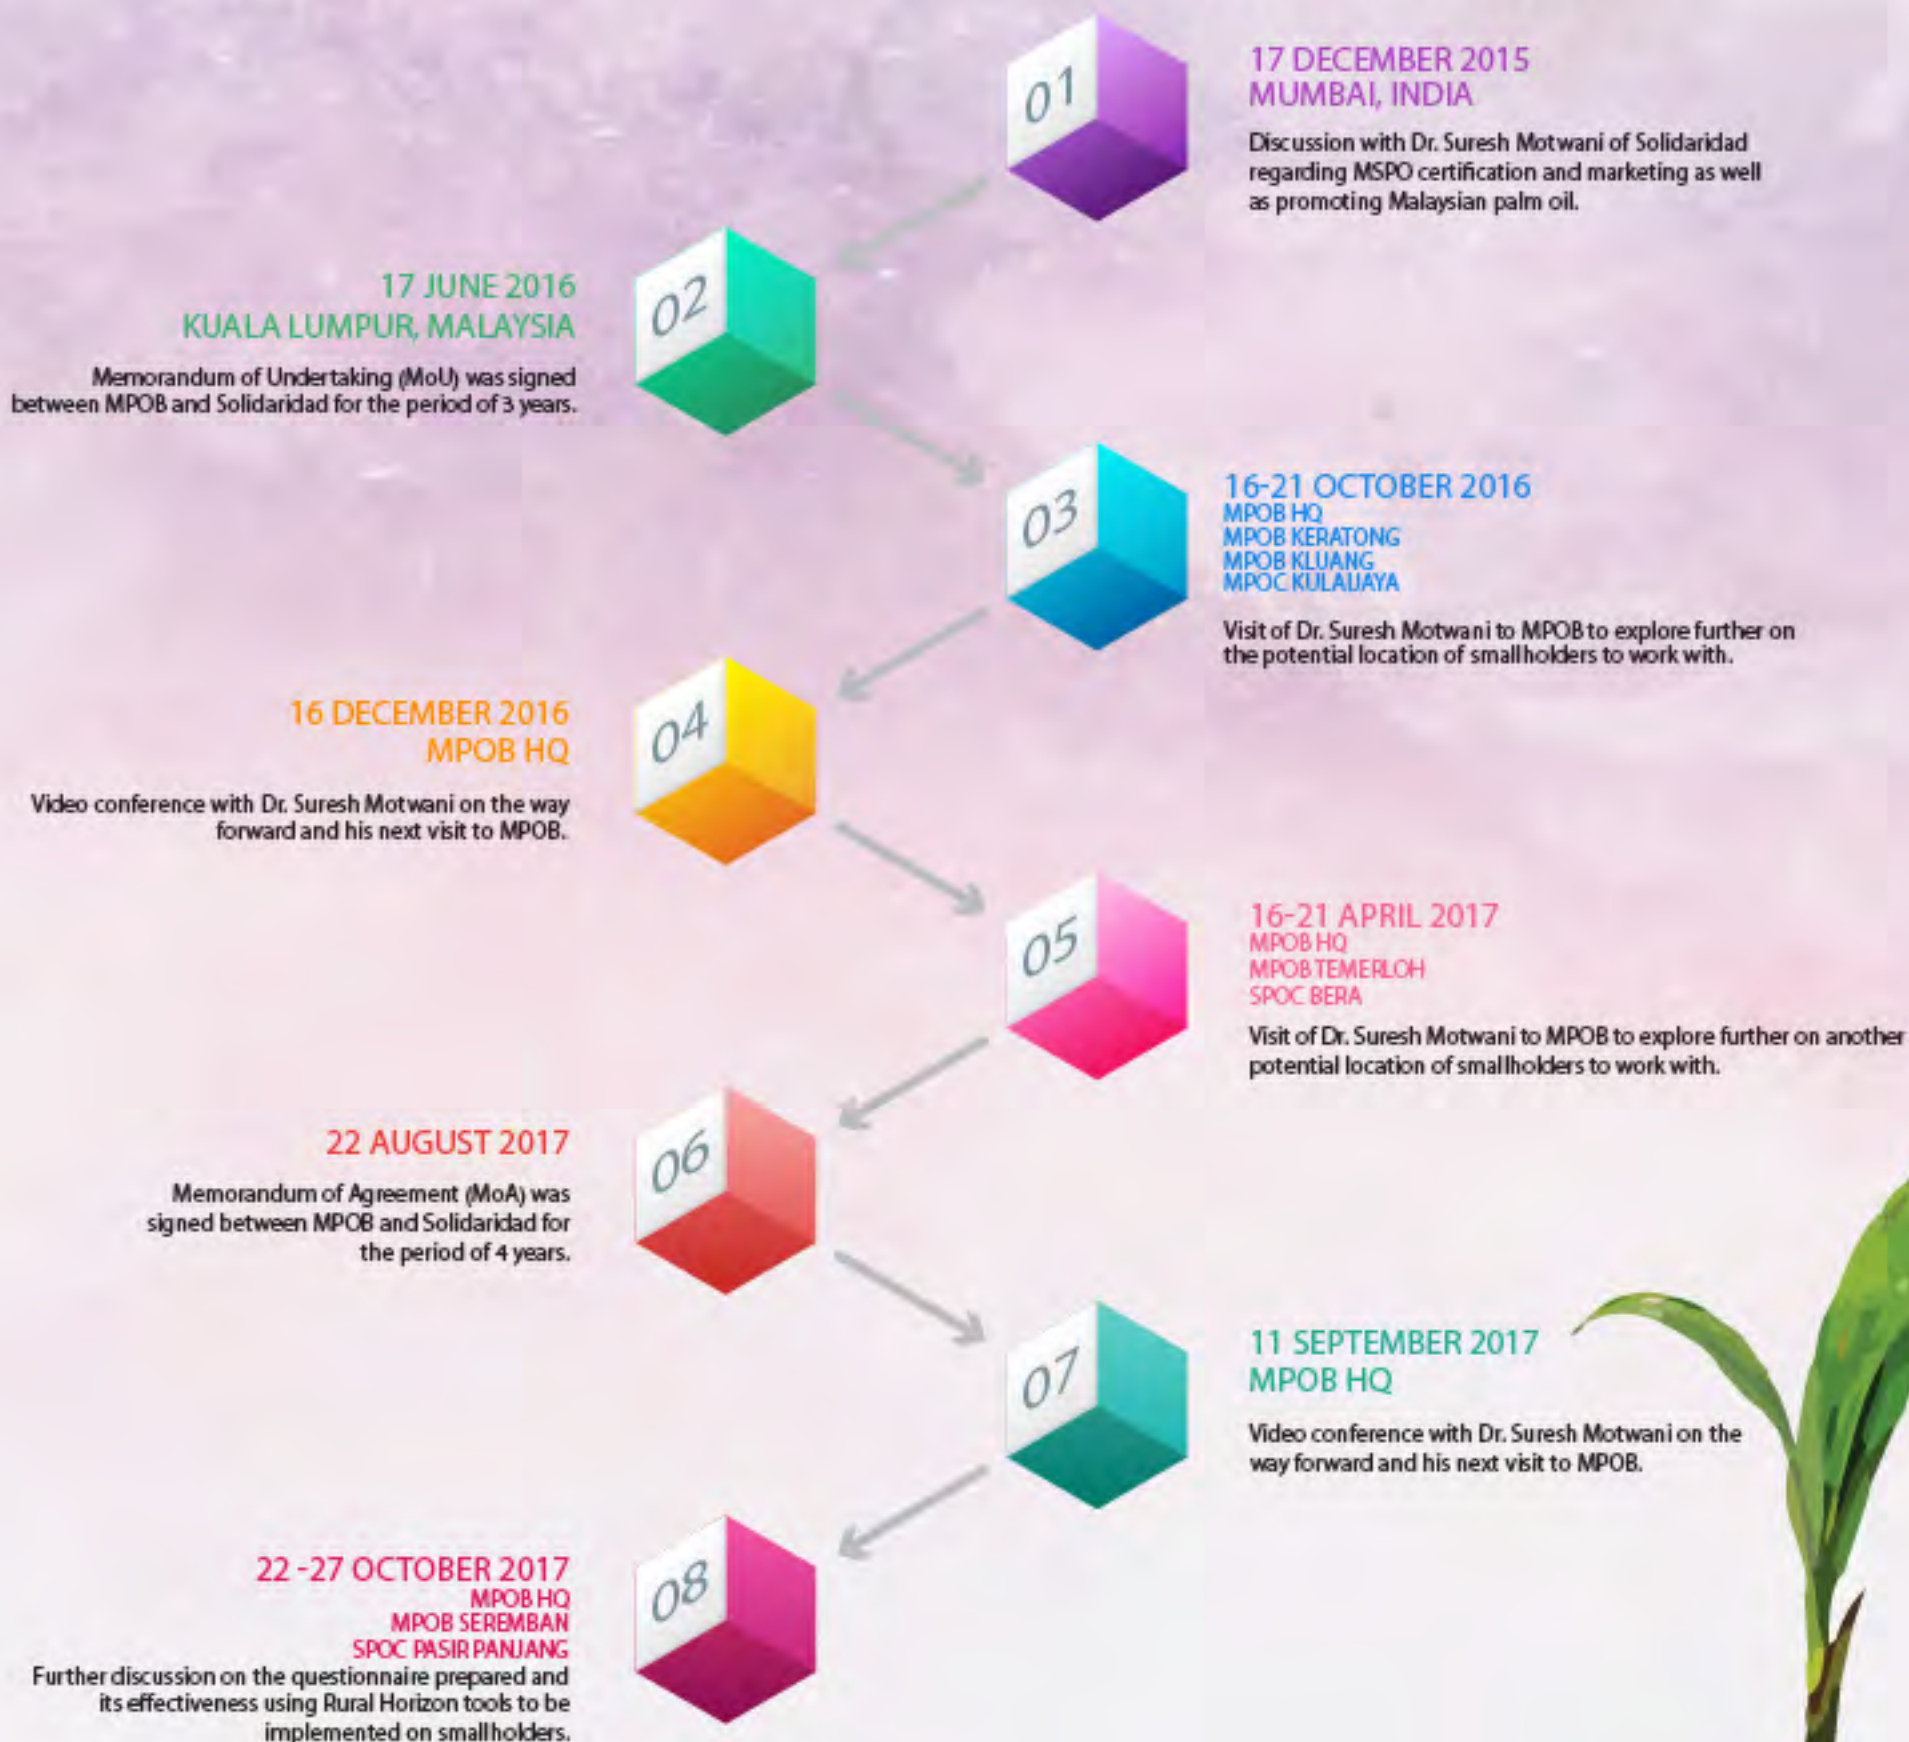 01
17 DECEMBER 2015
MUMBAI, INDIA
Discussion with Dr. Suresh Motwani of Solidaridad
regarding MSPO certification and marketing as well
as promoting Malaysian palm oil.
02
17 JUNE 2016
KUALA LUMPUR, MALAYSIA
Memorandum of Undertaking (MoU) was signed
between MPOB and Solidaridad for the period of 3 years.
03
16-21 OCTOBER 2016
MPOB HQ
MPOB KERATONG
MPOB KLUANG
MPOC KULAIJAYA
Visit of Dr. Suresh Motwani to MPOB to explore further on
the potential location of smallholders to work with.
04
16 DECEMBER 2016
MPOB HQ
Video conference with Dr. Suresh Motwani on the way
forward and his next visit to MPOB.
05
16-21 APRIL 2017
MPOB HQ
MPOB TEMERLOH
SPOC BERA
Visit of Dr. Suresh Motwani to MPOB to explore further on another
potential location of smallholders to work with.
06
22 AUGUST 2017
Memorandum of Agreement (MoA) was
signed between MPOB and Solidaridad for
the period of 4 years.
07
11 SEPTEMBER 2017
MPOB HQ
Video conference with Dr. Suresh Motwani on the
way forward and his next visit to MPOB.
08
22 -27 OCTOBER 2017
MPOB HQ
MPOB SEREMBAN
SPOC PASIR PANJANG
Further discussion on the questionnaire prepared and
its effectiveness using Rural Horizon tools to be
implemented on smallholders.